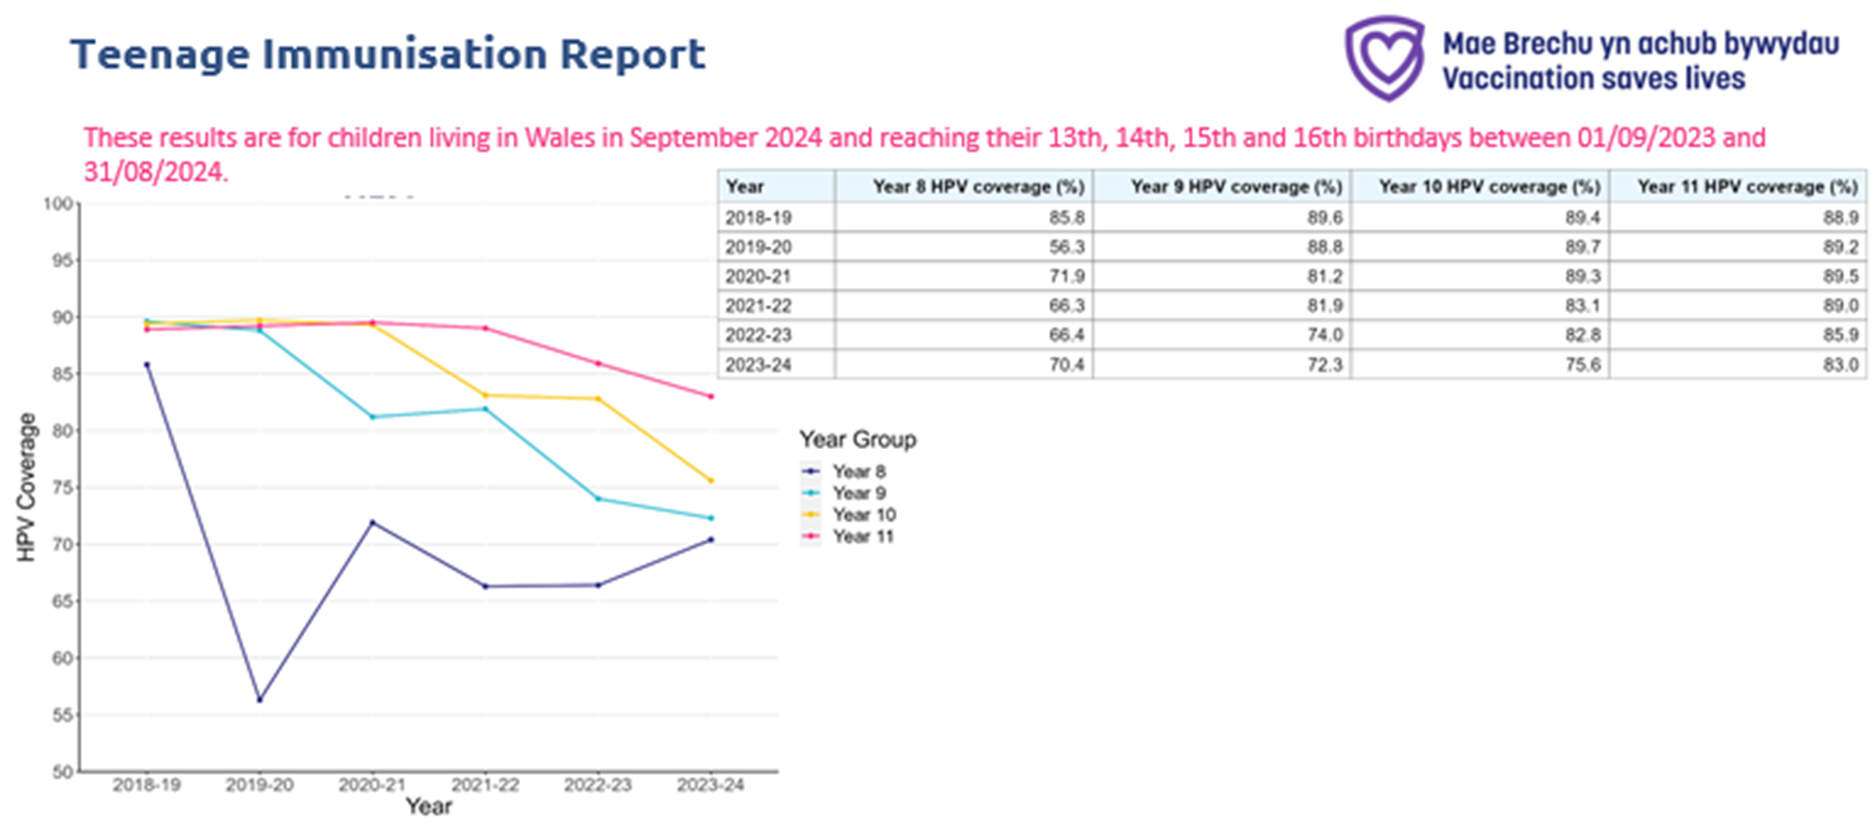 Teenage Immunisation Report
Mae Brechu yn achub bywydau
Vaccination saves lives
These results are for children living in Wales in September 2024 and reaching their 13th, 14th, 15th and 16th birthdays between 01/09/2023 and
31/08/2024.
Year Year 8 HPV coverage (%) Year 9 HPV coverage (%) Year 10 HPV coverage (%) Year 11 HPV coverage (%)
2018-19 85.8 89.6 89.4 88.9
2019-20 56.3 88.8 89.7 89.2
2020-21 71.9 81.2 89.3 89.5
2021-22 66.3 81.9 83.1 89.0
2022-23 66.4 74.0 82.8 85.9
2023-24 70.4 72.3 75.6 83.0
100
95
90
85
80
75
70
65
60
55
50
HPV Coverage
2018-19 2019-20 2020-21 2021-22 2022-23 2023-24
Year
Year Group
Year 8
Year 9
Year 10
Year 11